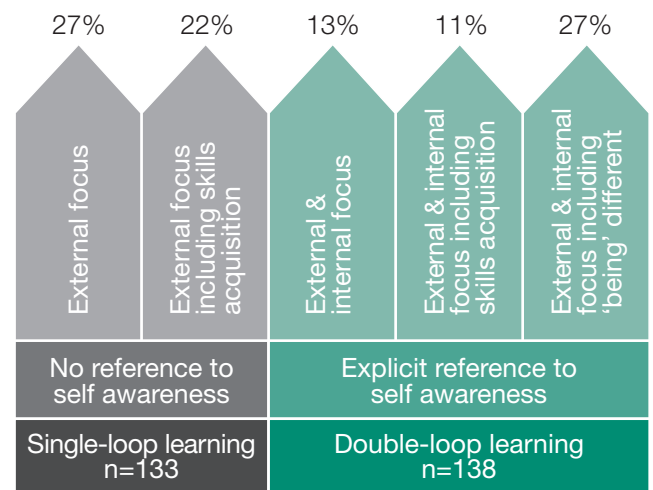 27%
22%
13%
11%
27%
External focus
External focus
including skills
acquisition
External &
internal focus
External & internal
focus including
skills acquisition
External & internal
focus including
‘being’ different
No reference to
self awareness
Explicit reference to
self awareness
Single-loop learning
n=133
Double-loop learning
n=138